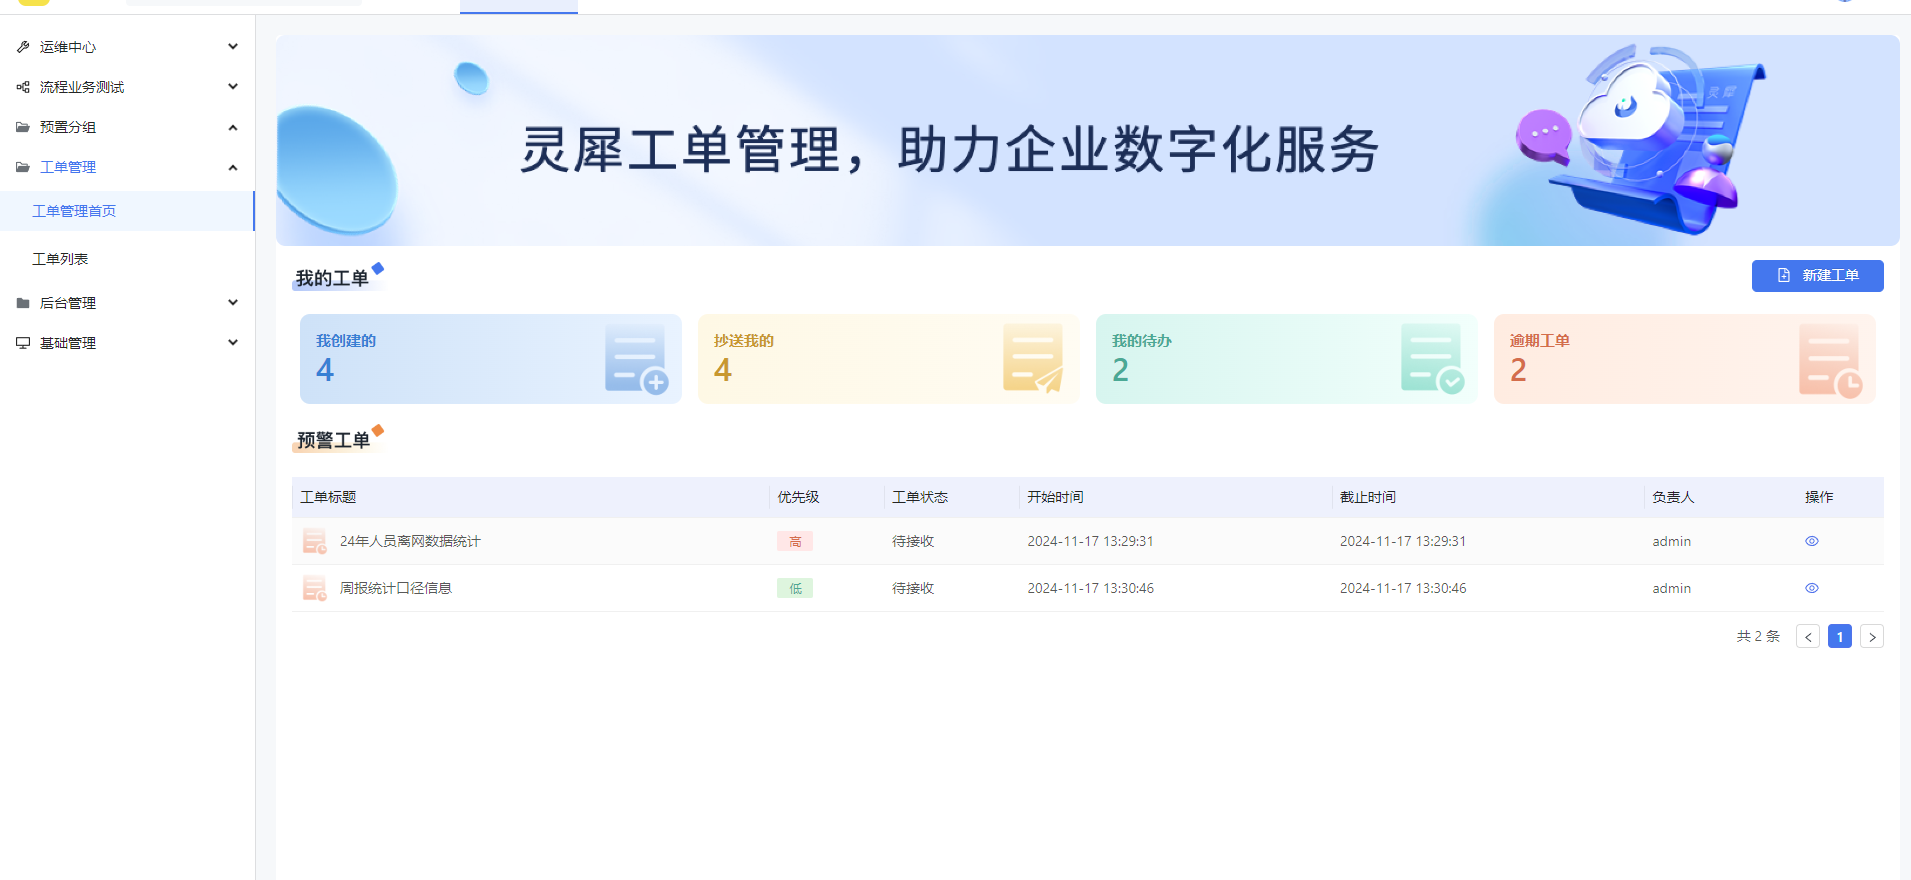 运维中心
流程业务测试
预置分组
工单管理
工单管理首页
工单列表
后台管理
基础管理
灵犀工单管理，助力企业数字化服务
灵犀
我的工单
新建工单
我创建的
4
抄送我的
4
我的待办
2
逾期工单
2
预警工单
工单标题 优先级 工单状态 开始时间 截止时间 负责人 操作
24年人员离网数据统计 高 待接收 2024-11-17 13:29:31 2024-11-17 13:29:31 admin
周报统计口径信息 低 待接收 2024-11-17 13:30:46 2024-11-17 13:30:46 admin
共 2 条 < 1 >